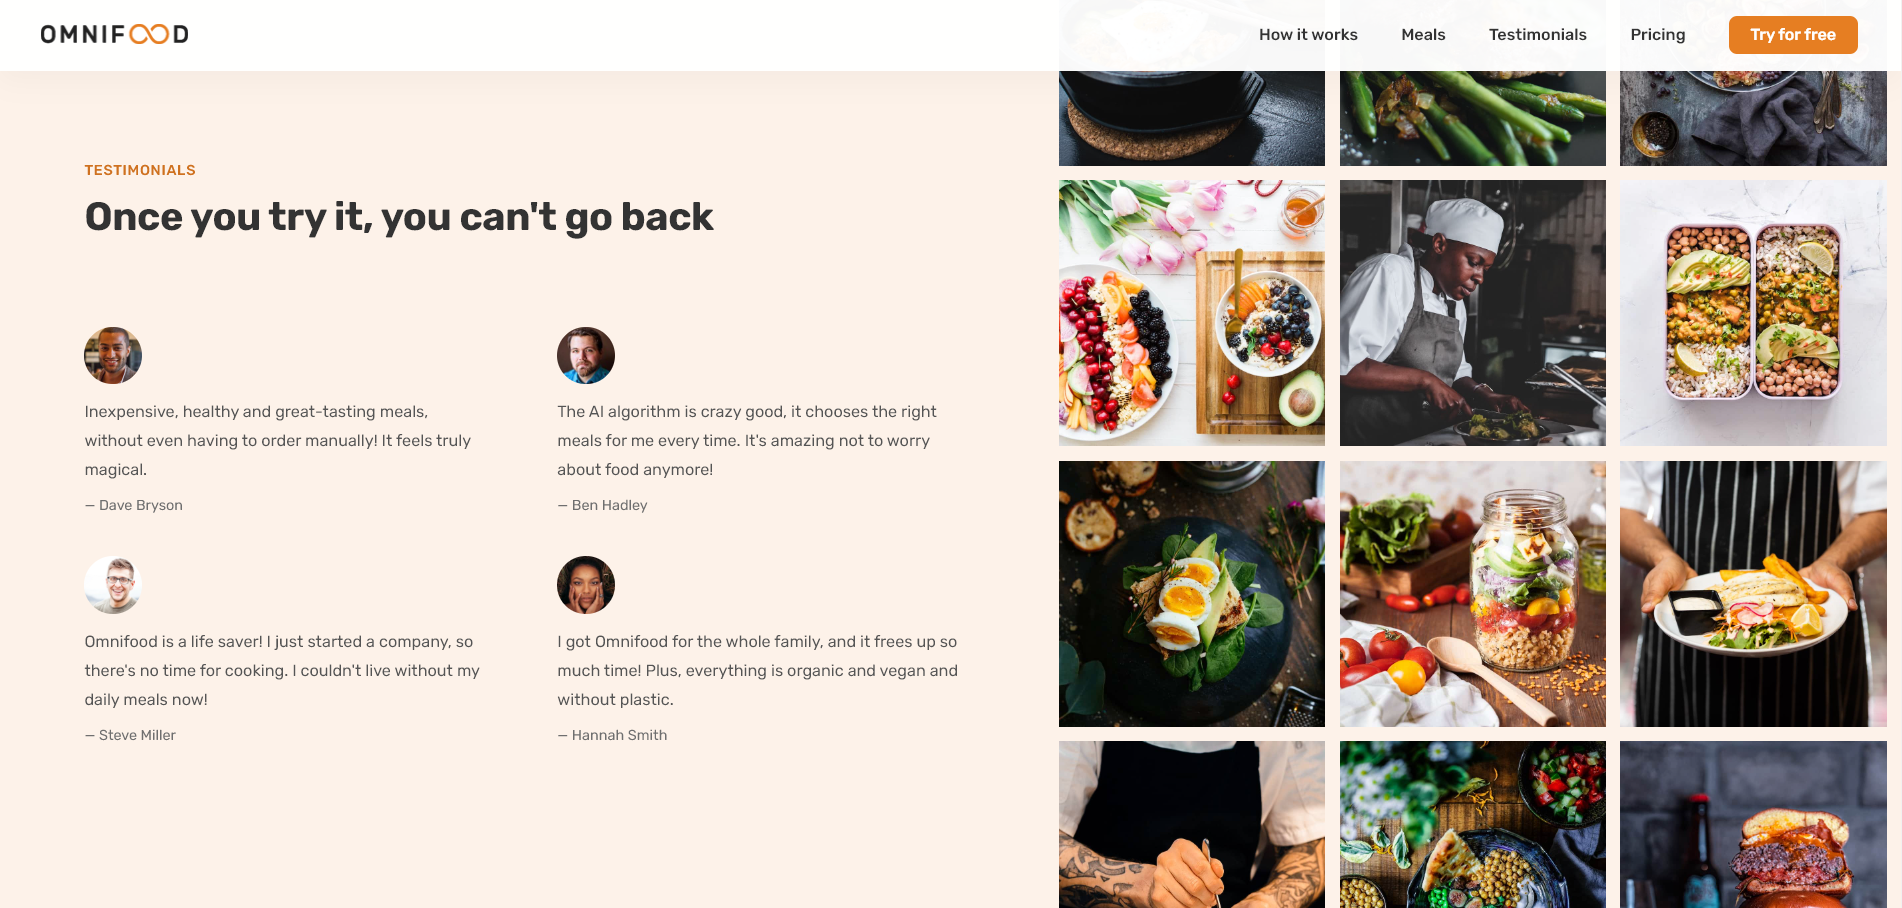 OMNIFOOD
How it works
Meals
Testimonials
Pricing
Try for free
TESTIMONIALS
Once you try it, you can't go back
Inexpensive, healthy and great-tasting meals,
without even having to order manually! It feels truly
magical.
— Dave Bryson
The AI algorithm is crazy good, it chooses the right
meals for me every time. It's amazing not to worry
about food anymore!
— Ben Hadley
Omnifood is a life saver! I just started a company, so
there's no time for cooking. I couldn't live without my
daily meals now!
— Steve Miller
I got Omnifood for the whole family, and it frees up so
much time! Plus, everything is organic and vegan and
without plastic.
— Hannah Smith